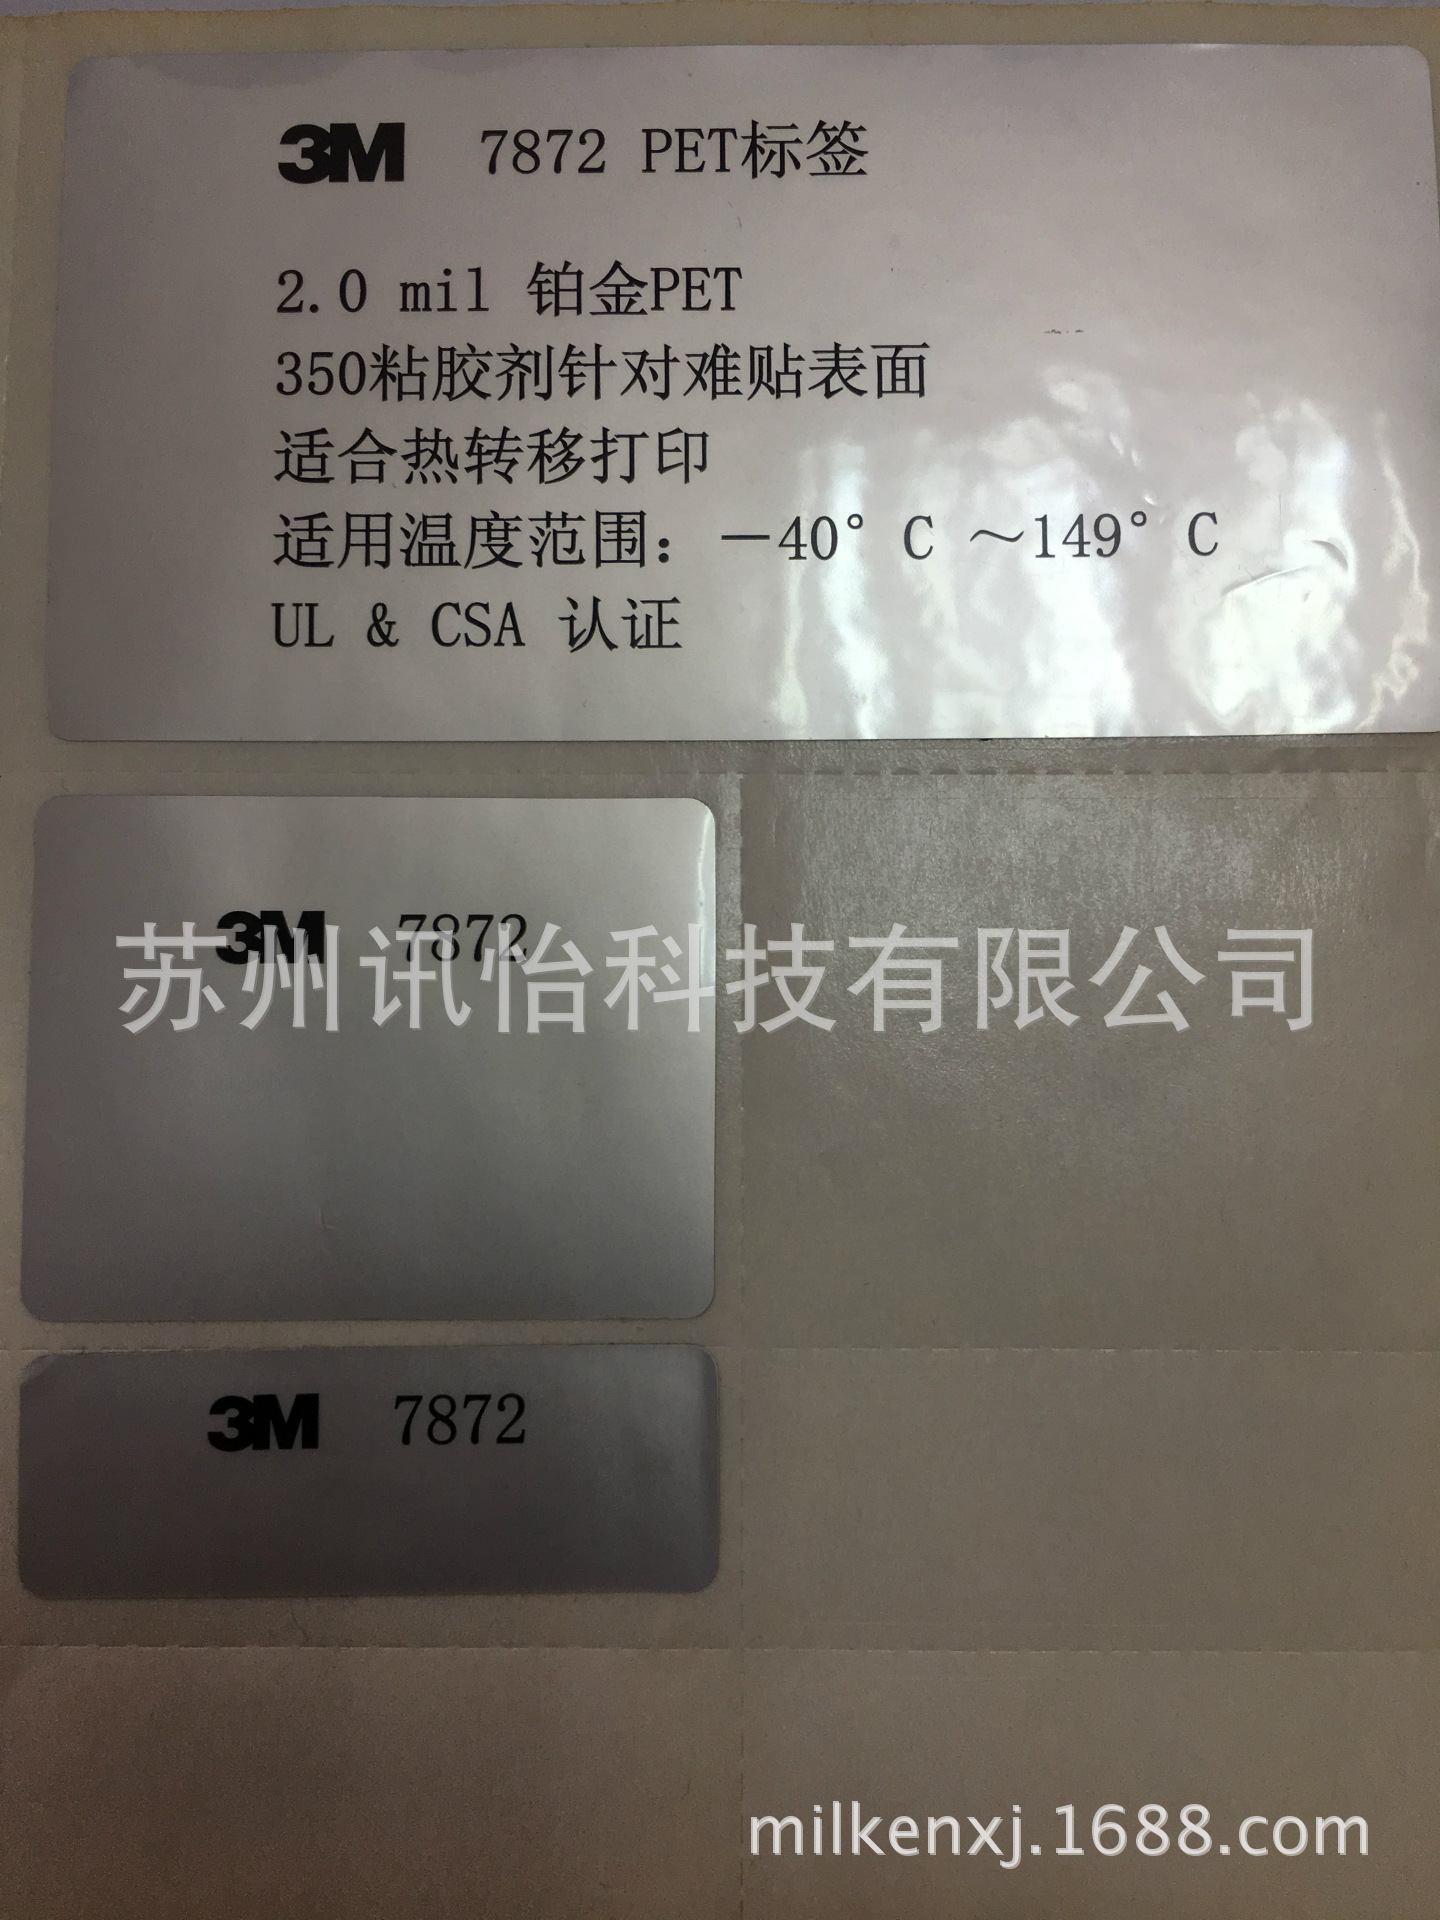 3M 7872 PET标签
2.0 mil 铂金PET
350粘胶剂针对难贴表面
适合热转移打印
适用温度范围：－40° C ～149° C
UL & CSA 认证
3M 7872
苏州讯怡科技有限公司
3M 7872
milkenxj.1688.com